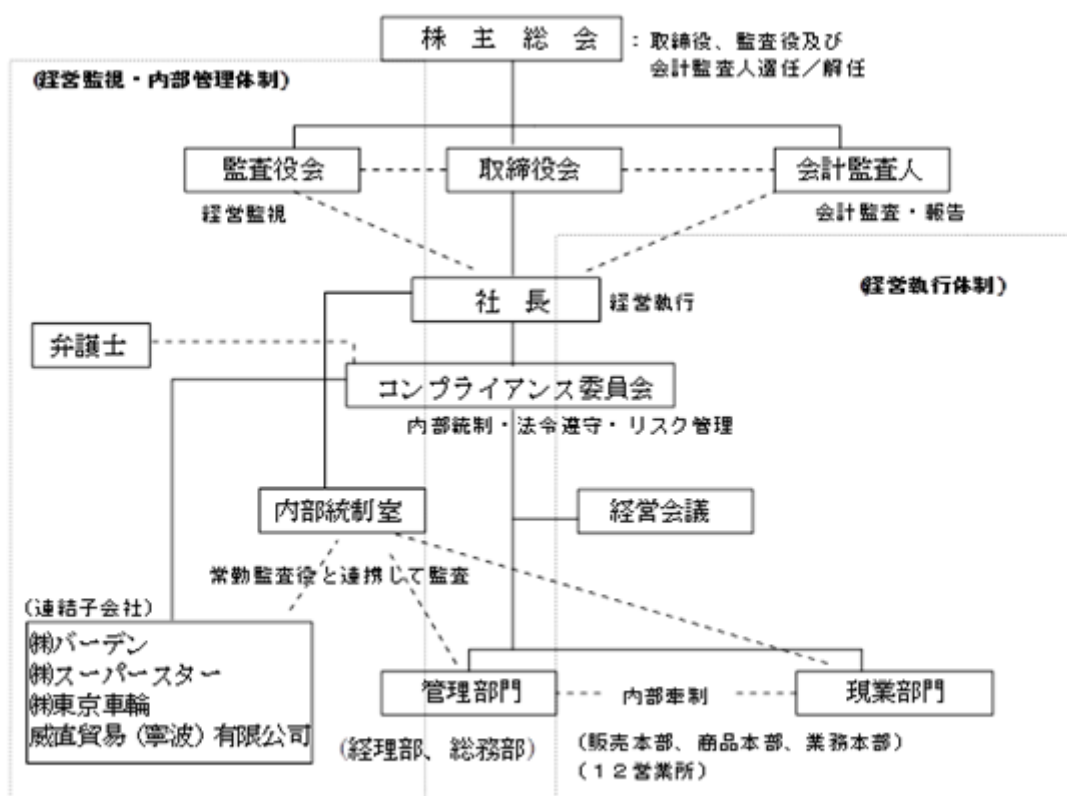 株主総会
：取締役、監査役及び
会計監査人選任／解任
(経営監視・内部管理体制)
監査役会
取締役会
会計監査人
経営監視
会計監査・報告
社長
経営執行
(経営執行体制)
弁護士
コンプライアンス委員会
内部統制・法令遵守・リスク管理
内部統制室
経営会議
常勤監査役と連携して監査
(連結子会社)
㈱バーデン
㈱スーパースター
㈱東京車輪
威直貿易（寧波）有限公司
管理部門
内部牽制
現業部門
(経理部、総務部)
(販売本部、商品本部、業務本部)
(１２営業所)